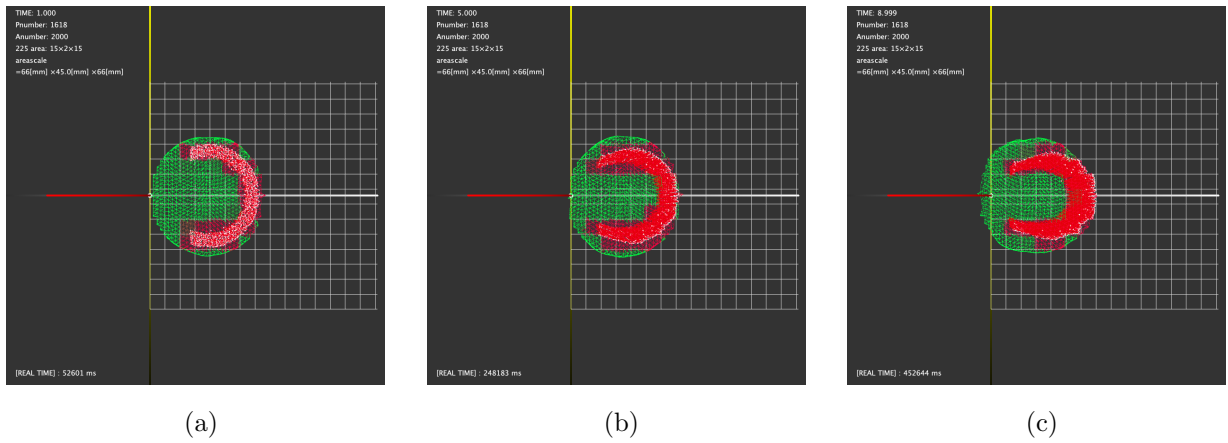 TIME: 1.000
Pnumber: 1618
Anumber: 2000
225 area: 15×2×15
areascale
=66[mm] ×45.0[mm] ×66[mm]
[REAL TIME] : 52601 ms
(a)
TIME: 5.000
Pnumber: 1618
Anumber: 2000
225 area: 15×2×15
areascale
=66[mm] ×45.0[mm] ×66[mm]
[REAL TIME] : 248183 ms
(b)
TIME: 8.999
Pnumber: 1618
Anumber: 2000
225 area: 15×2×15
areascale
=66[mm] ×45.0[mm] ×66[mm]
[REAL TIME] : 452644 ms
(c)